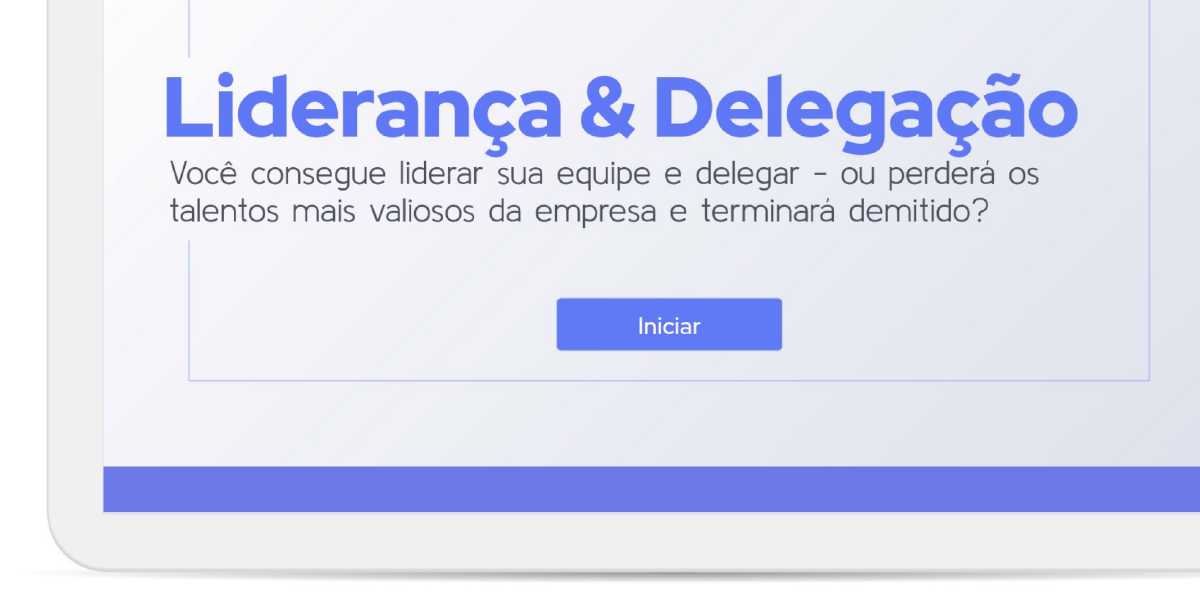 Liderança & Delegação
Você consegue liderar sua equipe e delegar - ou perderá os
talentos mais valiosos da empresa e terminará demitido?
Iniciar